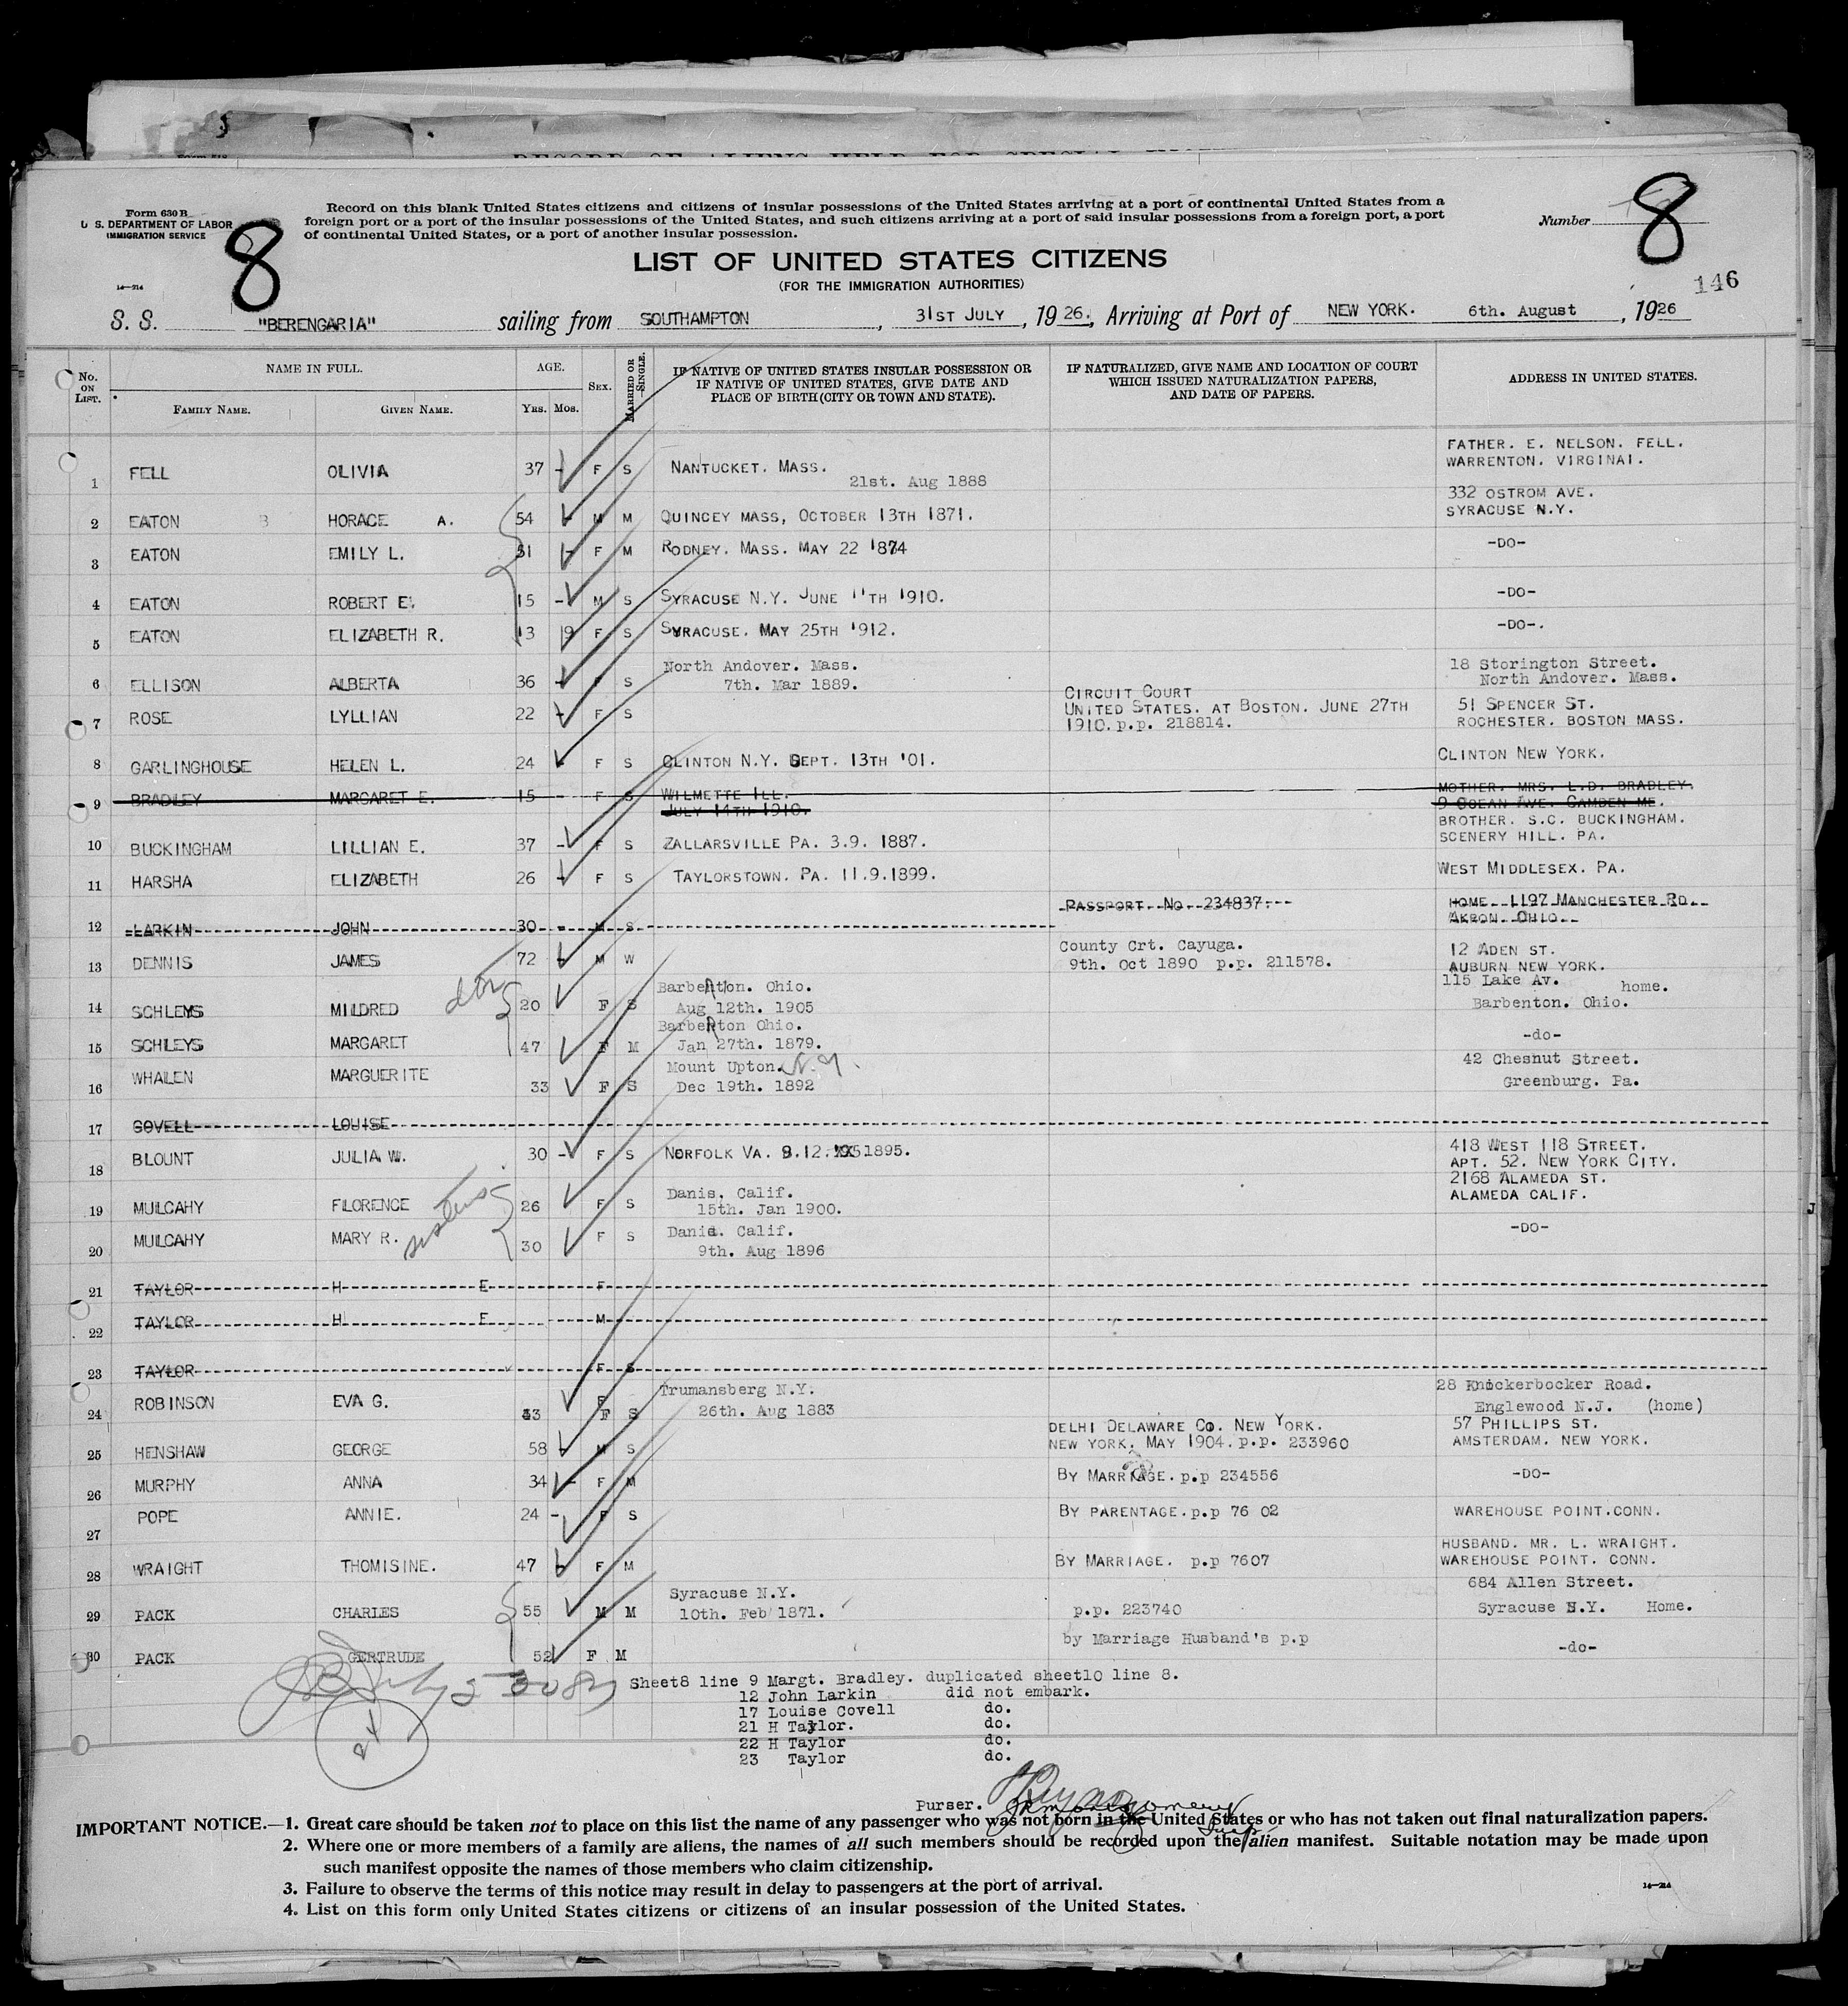 Form 630 B
U. S. DEPARTMENT OF LABOR
IMMIGRATION SERVICE
8
Record on this blank United States citizens and citizens of insular possessions of the United States arriving at a port of continental United States from a
foreign port or a port of the insular possessions of the United States, and such citizens arriving at a port of said insular possessions from a foreign port, a port
of continental United States, or a port of another insular possession.
Number 8
LIST OF UNITED STATES CITIZENS
(FOR THE IMMIGRATION AUTHORITIES)
14—214
146
S. S. "BERENGARIA" sailing from SOUTHAMPTON, 31ST JULY, 1926., Arriving at Port of NEW YORK. 6th. August, 1926
No. ON LIST. NAME IN FULL. FAMILY NAME. GIVEN NAME. AGE. YRS. MOS. SEX. MARRIED OR SINGLE. IF NATIVE OF UNITED STATES INSULAR POSSESSION OR IF NATIVE OF UNITED STATES, GIVE DATE AND PLACE OF BIRTH (CITY OR TOWN AND STATE). IF NATURALIZED, GIVE NAME AND LOCATION OF COURT WHICH ISSUED NATURALIZATION PAPERS, AND DATE OF PAPERS. ADDRESS IN UNITED STATES.
1 FELL OLIVIA 37 - F S NANTUCKET. MASS. 21st. Aug 1888 FATHER. E. NELSON. FELL. WARRENTON. VIRGINAI.
2 EATON HORACE A. 54 - M M QUINCEY MASS, OCTOBER 13TH 1871. 332 OSTROM AVE. SYRACUSE N.Y.
3 EATON EMILY L. 51 - F M RODNEY. MASS. MAY 22 1874 -DO-
4 EATON ROBERT E. 15 - M S SYRACUSE N.Y. JUNE 11TH 1910. -DO-
5 EATON ELIZABETH R. 13 9 F S SYRACUSE. MAY 25TH 1912. -DO-.
6 ELLISON ALBERTA 36 - F S North Andover. Mass. 7th. Mar 1889. 18 Storington Street. North Andover. Mass.
7 ROSE LYLLIAN 22 - F S CIRCUIT COURT UNITED STATES. AT BOSTON. JUNE 27TH 1910. p.p. 218814. 51 SPENCER ST. ROCHESTER. BOSTON MASS.
8 GARLINGHOUSE HELEN L. 24 F S CLINTON N.Y. SEPT. 13TH '01. CLINTON NEW YORK.
9 BRADLEY MARGARET E. 15 - F S WILMETTE ILL. JULY 14TH 1910. MOTHER. MRS. L.D. BRADLEY. 9 OCEAN AVE. CAMDEN ME.
10 BUCKINGHAM LILLIAN E. 37 - F S ZALLARSVILLE PA. 3.9. 1887. BROTHER. S.C. BUCKINGHAM. SCENERY HILL. PA.
11 HARSHA ELIZABETH 26 - F S TAYLORSTOWN. PA. 11.9.1899. WEST MIDDLESEX. PA.
12 LARKIN JOHN 30 - M S PASSPORT. NO. 234837. HOME. 1197 MANCHESTER RD. AKRON. OHIO.
13 DENNIS JAMES 72 - M W County Crt. Cayuga. 9th. Oct 1890 p.p. 211578. 12 ADEN ST. AUBURN NEW YORK.
14 SCHLEYS MILDRED 20 F S Barberton. Ohio. Aug 12th. 1905 115 Lake Av. home. Barbenton. Ohio.
15 SCHLEYS MARGARET 47 F M Barberton Ohio. Jan 27th. 1879. -do-
16 WHALEN MARGUERITE 33 F S Mount Upton. N.Y. Dec 19th. 1892 42 Chesnut Street. Greenburg. Pa.
17 COVELL LOUISE
18 BLOUNT JULIA W. 30 - F S NORFOLK VA. 9.12. 1895. 418 WEST 118 STREET. APT. 52. NEW YORK CITY.
19 MULCAHY FLORENCE sisters 26 F S Danis. Calif. 15th. Jan 1900. 2168 ALAMEDA ST. ALAMEDA CALIF.
20 MULCAHY MARY R. 30 F S Danis. Calif. 9th. Aug 1896 -DO-
21 TAYLOR H E F
22 TAYLOR H E M
23 TAYLOR F S
24 ROBINSON EVA G. 43 F S Trumansberg N.Y. 26th. Aug 1883 28 Knickerbocker Road. Englewood N.J. (home)
25 HENSHAW GEORGE 58 - M S DELHI DELAWARE CO. NEW YORK. NEW YORK. MAY 1904. p.p. 233960 57 PHILLIPS ST. AMSTERDAM. NEW YORK.
26 MURPHY ANNA 34 - F M BY MARRIAGE. p.p 234556 -DO-
27 POPE ANNIE. 24 - F S BY PARENTAGE. p.p 76 02 WAREHOUSE POINT. CONN.
28 WRAIGHT THOMISINE. 47 - F M BY MARRIAGE. p.p 7607 HUSBAND. MR. L. WRAIGHT. WAREHOUSE POINT. CONN.
29 PACK CHARLES 55 M M Syracuse N.Y. 10th. Feb 1871. p.p. 223740 684 Allen Street. Syracuse N.Y. Home.
30 PACK GERTRUDE 52 F M by Marriage Husband's p.p -do-
Sheet8 line 9 Margt. Bradley. duplicated sheet10 line 8.
12 John Larkin did not embark.
17 Louise Covell do.
21 H Taylor. do.
22 H Taylor do.
23 Taylor do.
24
Purser.
IMPORTANT NOTICE.—1. Great care should be taken not to place on this list the name of any passenger who was not born in the United States or who has not taken out final naturalization papers.
2. Where one or more members of a family are aliens, the names of all such members should be recorded upon the alien manifest. Suitable notation may be made upon
such manifest opposite the names of those members who claim citizenship.
3. Failure to observe the terms of this notice may result in delay to passengers at the port of arrival.
4. List on this form only United States citizens or citizens of an insular possession of the United States.
14—214